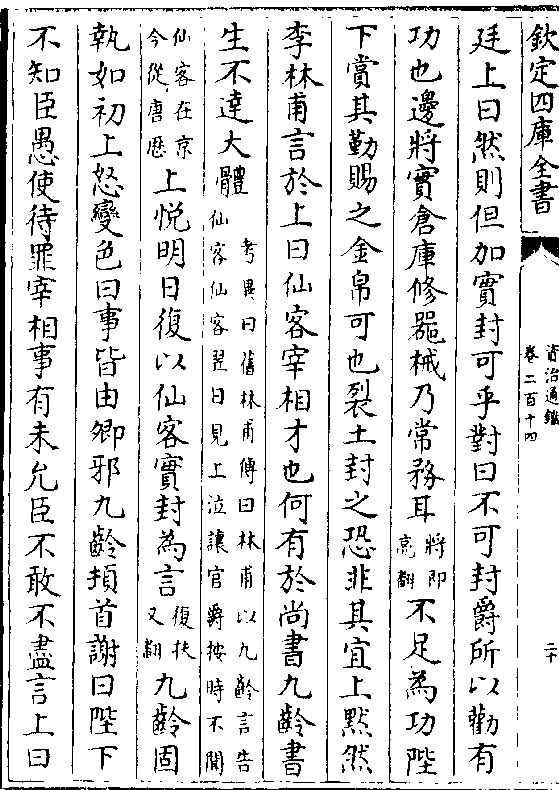 欽定四庫全書
資治通鑑
卷二百十四
二十
廷上曰然則但加實封可乎對曰不可封爵所以勸有
功也邊將實倉庫修器械乃常務耳將即亮翻不足為功陛
下賞其勤賜之金帛可也裂土封之恐非其宜上黙然
李林甫言於上曰仙客宰相才也何有於尚書九齡書
生不達大體考異曰舊林甫傳曰林甫以九齡言告仙客仙客翌日見上泣讓官爵按時不聞
仙客在京今從唐厯上悅明日復以仙客實封為言復扶又翻九齡固
執如初上怒變色曰事皆由卿邪九齡頓首謝曰陛下
不知臣愚使待罪宰相事有未允臣不敢不盡言上曰